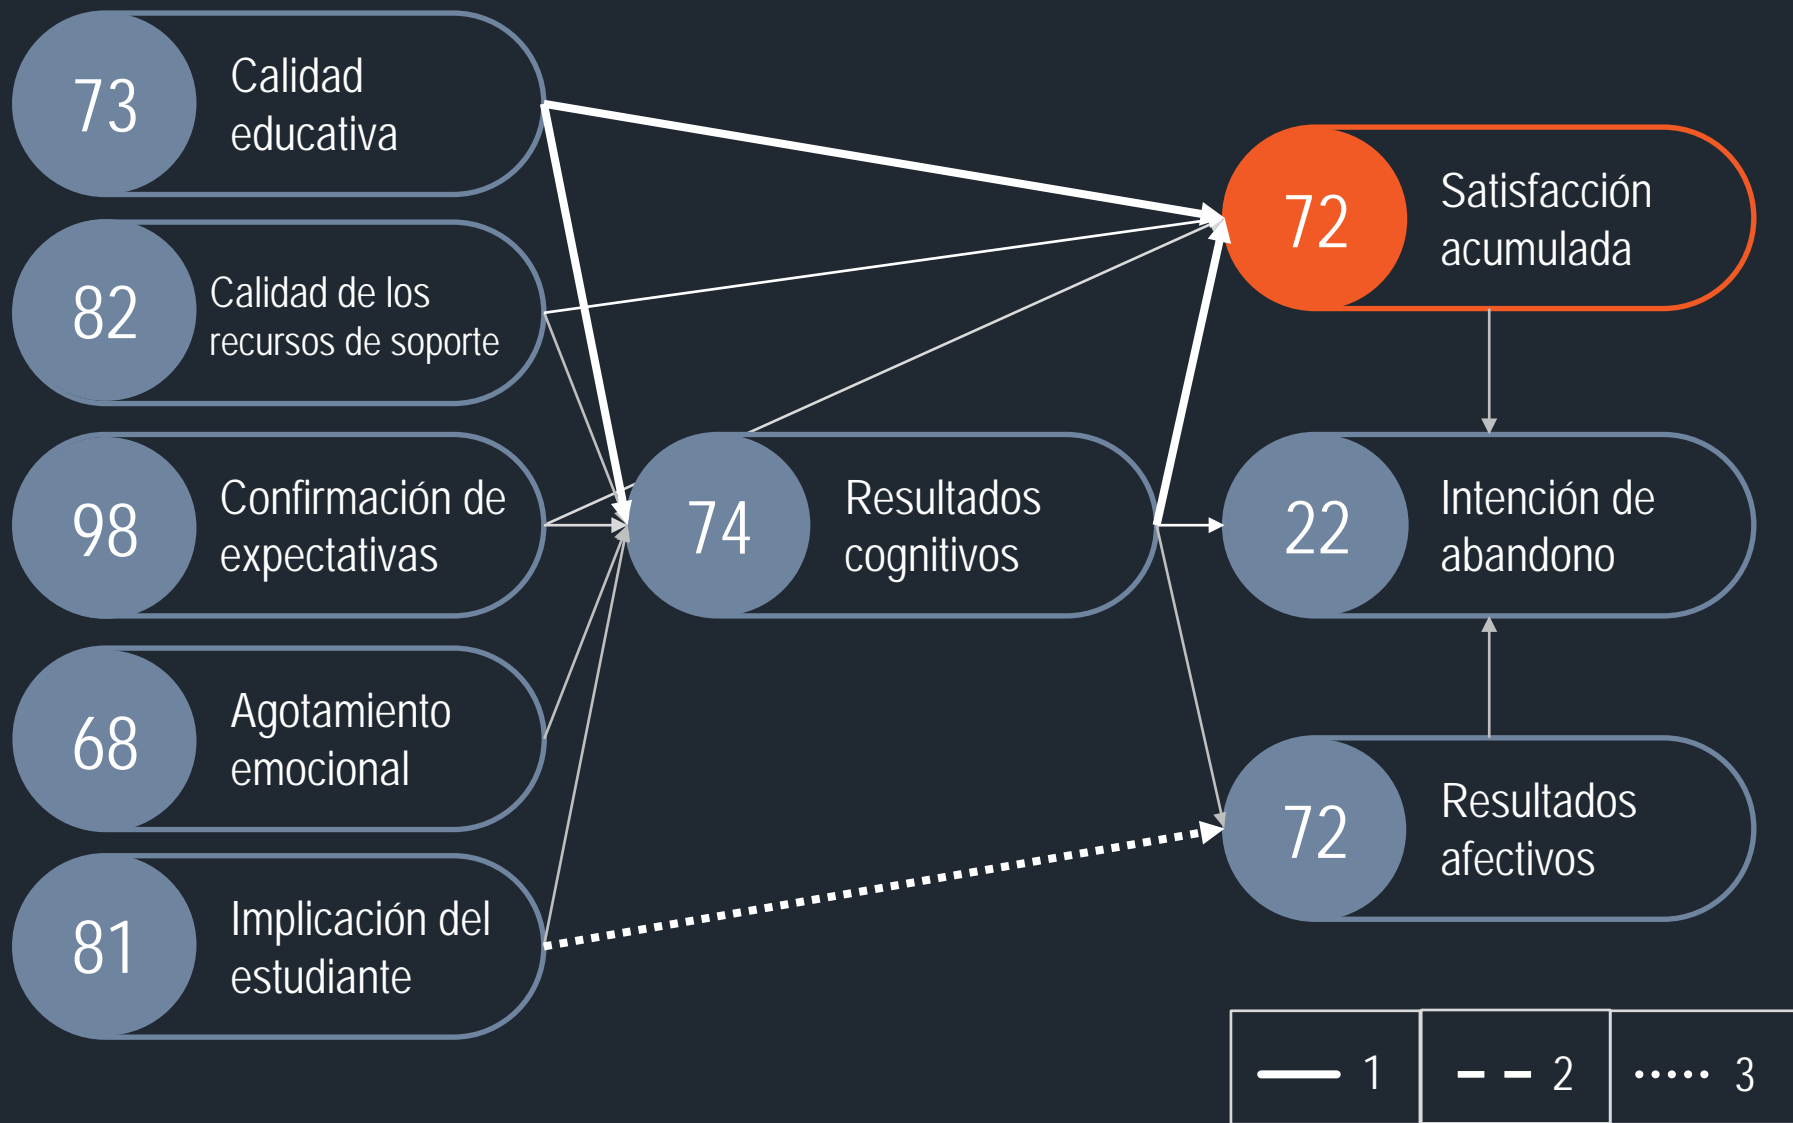 73
Calidad
educativa
82
Calidad de los
recursos de soporte
98
Confirmación de
expectativas
68
Agotamiento
emocional
81
Implicación del
estudiante
74
Resultados
cognitivos
72
Satisfacción
acumulada
22
Intención de
abandono
72
Resultados
afectivos
1
2
3